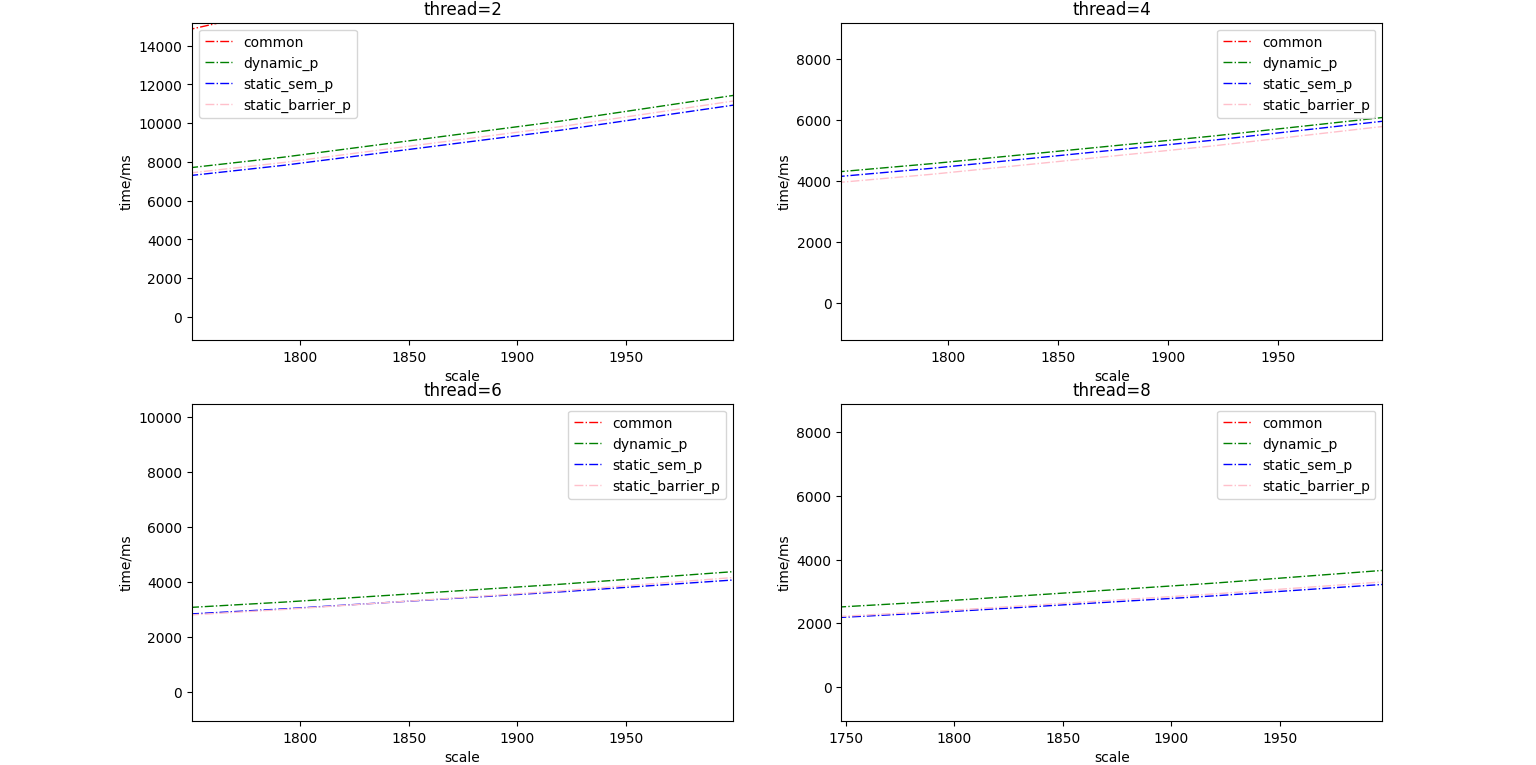 thread=2
14000
12000
10000
8000
6000
4000
2000
0
time/ms
common
dynamic_p
static_sem_p
static_barrier_p
1800 1850 1900 1950
scale
thread=4
8000
6000
4000
2000
0
time/ms
common
dynamic_p
static_sem_p
static_barrier_p
1800 1850 1900 1950
scale
thread=6
10000
8000
6000
4000
2000
0
time/ms
common
dynamic_p
static_sem_p
static_barrier_p
1800 1850 1900 1950
scale
thread=8
8000
6000
4000
2000
0
time/ms
common
dynamic_p
static_sem_p
static_barrier_p
1750 1800 1850 1900 1950
scale